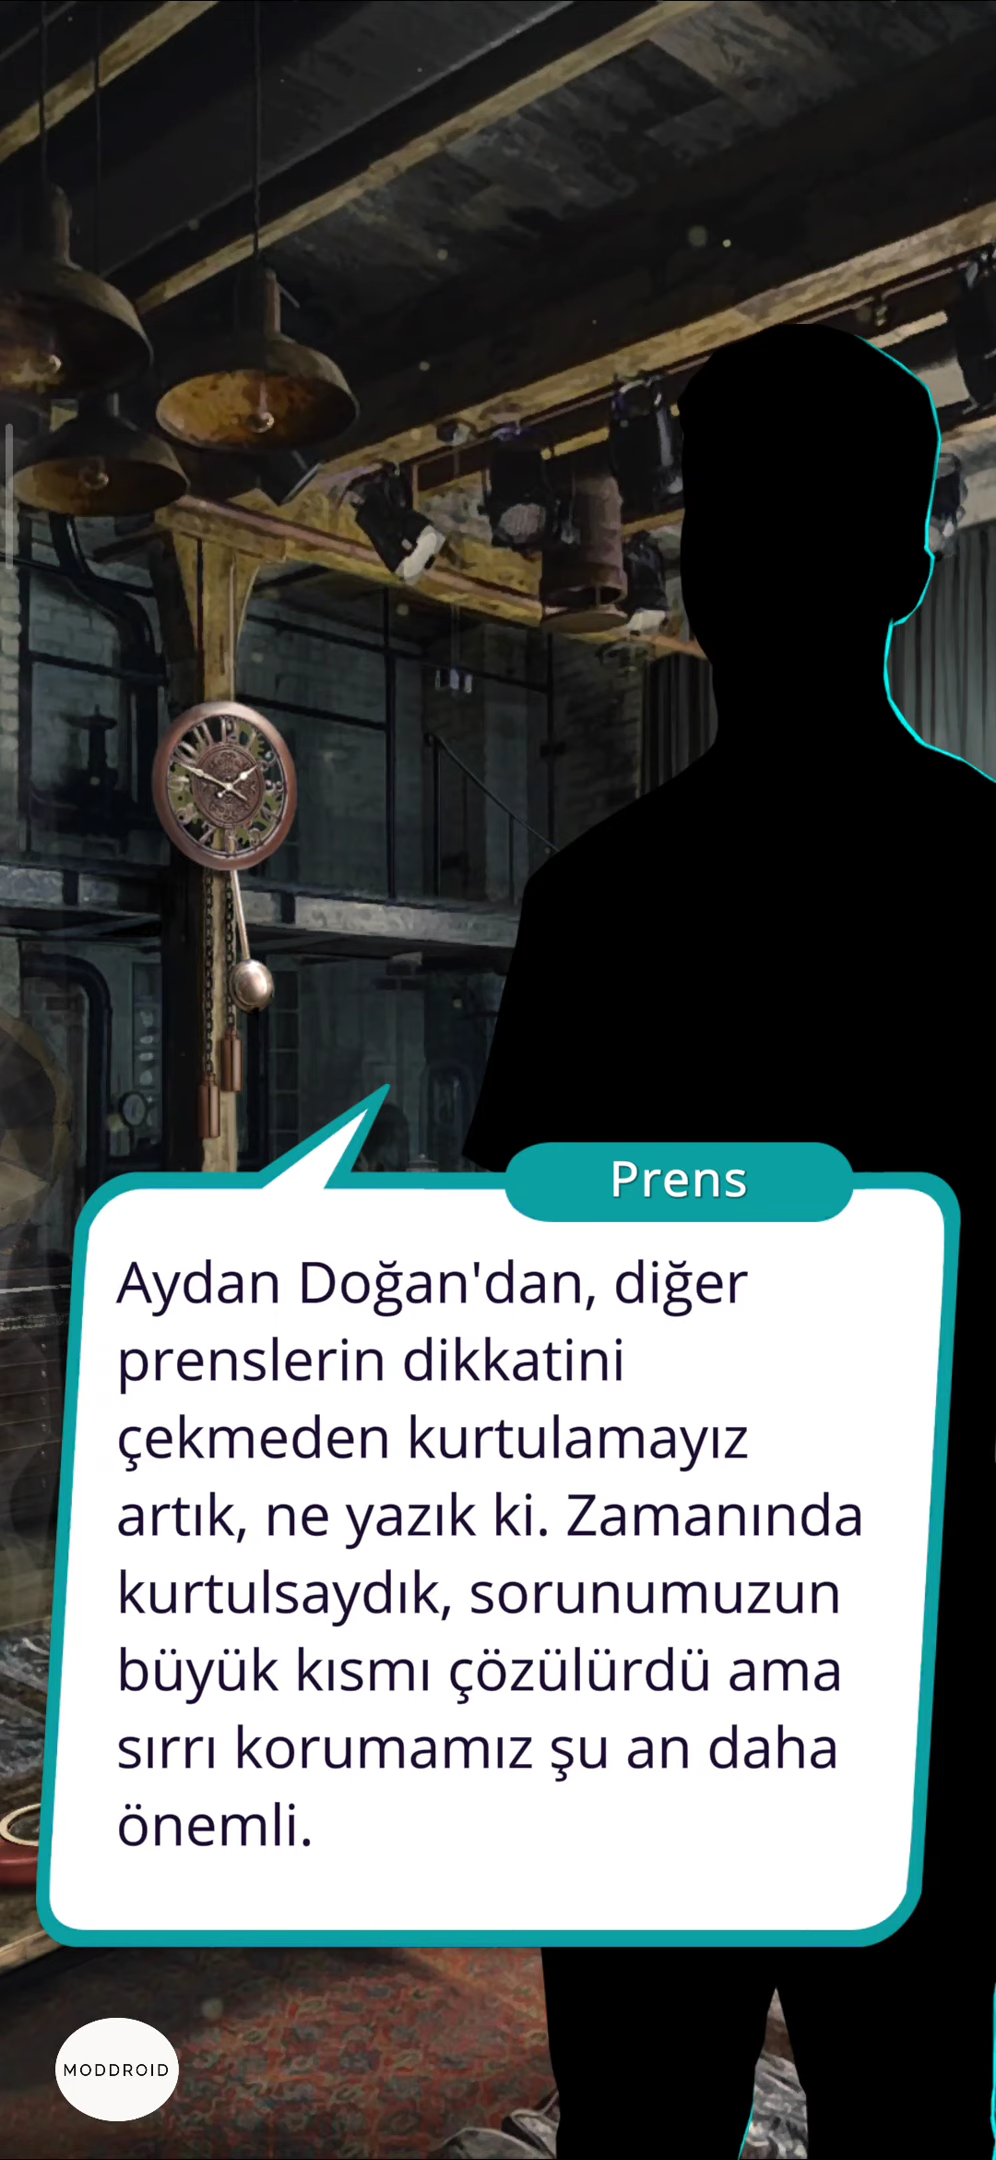 Prens
Aydan Doğan'dan, diğer
prenslerin dikkatini
çekmeden kurtulamayız
artık, ne yazık ki. Zamanında
kurtulsaydık, sorunumuzun
büyük kısmı çözülürdü ama
sırrı korumamız şu an daha
önemli.
MODDROID